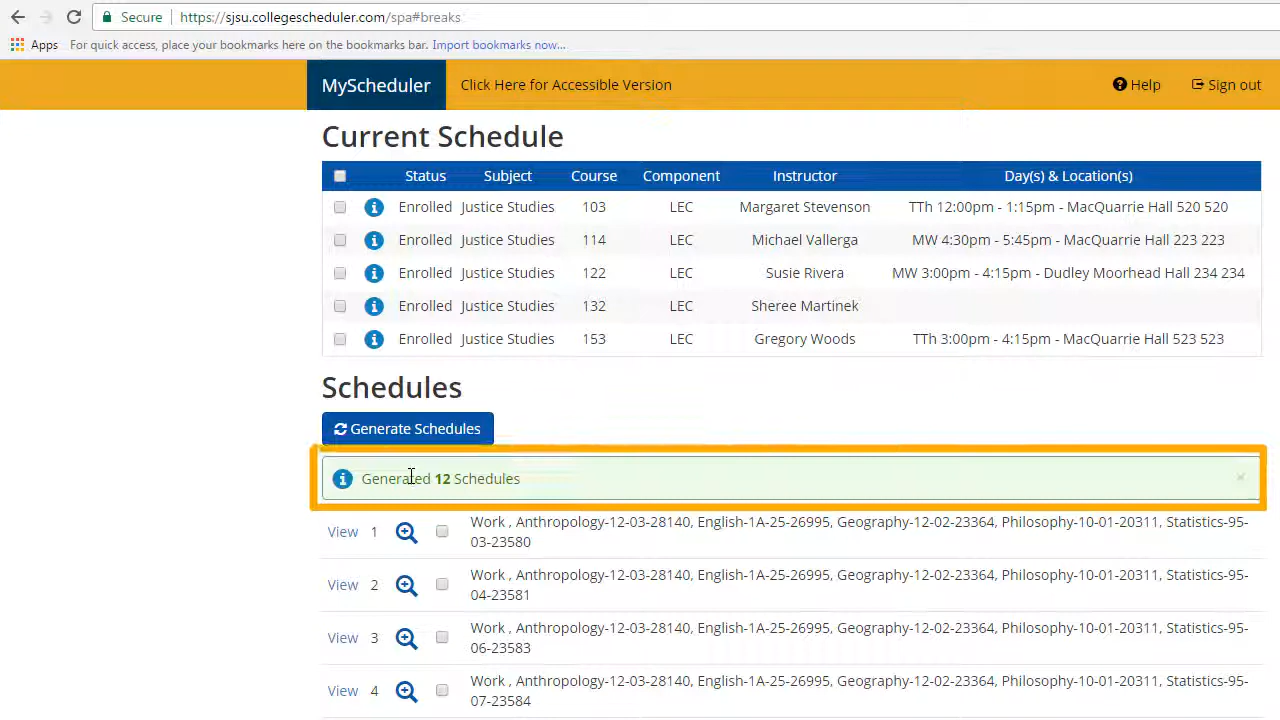 Secure https://sjsu.collegescheduler.com/spa#breaks
Apps For quick access, place your bookmarks here on the bookmarks bar. Import bookmarks now...
MyScheduler Click Here for Accessible Version Help Sign out
Current Schedule
Status Subject Course Component Instructor Day(s) & Location(s)
Enrolled Justice Studies 103 LEC Margaret Stevenson TTh 12:00pm - 1:15pm - MacQuarrie Hall 520 520
Enrolled Justice Studies 114 LEC Michael Vallerga MW 4:30pm - 5:45pm - MacQuarrie Hall 223 223
Enrolled Justice Studies 122 LEC Susie Rivera MW 3:00pm - 4:15pm - Dudley Moorhead Hall 234 234
Enrolled Justice Studies 132 LEC Sheree Martinek
Enrolled Justice Studies 153 LEC Gregory Woods TTh 3:00pm - 4:15pm - MacQuarrie Hall 523 523
Schedules
Generate Schedules
Generated 12 Schedules
View 1 Work , Anthropology-12-03-28140, English-1A-25-26995, Geography-12-02-23364, Philosophy-10-01-20311, Statistics-95-
03-23580
View 2 Work , Anthropology-12-03-28140, English-1A-25-26995, Geography-12-02-23364, Philosophy-10-01-20311, Statistics-95-
04-23581
View 3 Work , Anthropology-12-03-28140, English-1A-25-26995, Geography-12-02-23364, Philosophy-10-01-20311, Statistics-95-
06-23583
View 4 Work , Anthropology-12-03-28140, English-1A-25-26995, Geography-12-02-23364, Philosophy-10-01-20311, Statistics-95-
07-23584